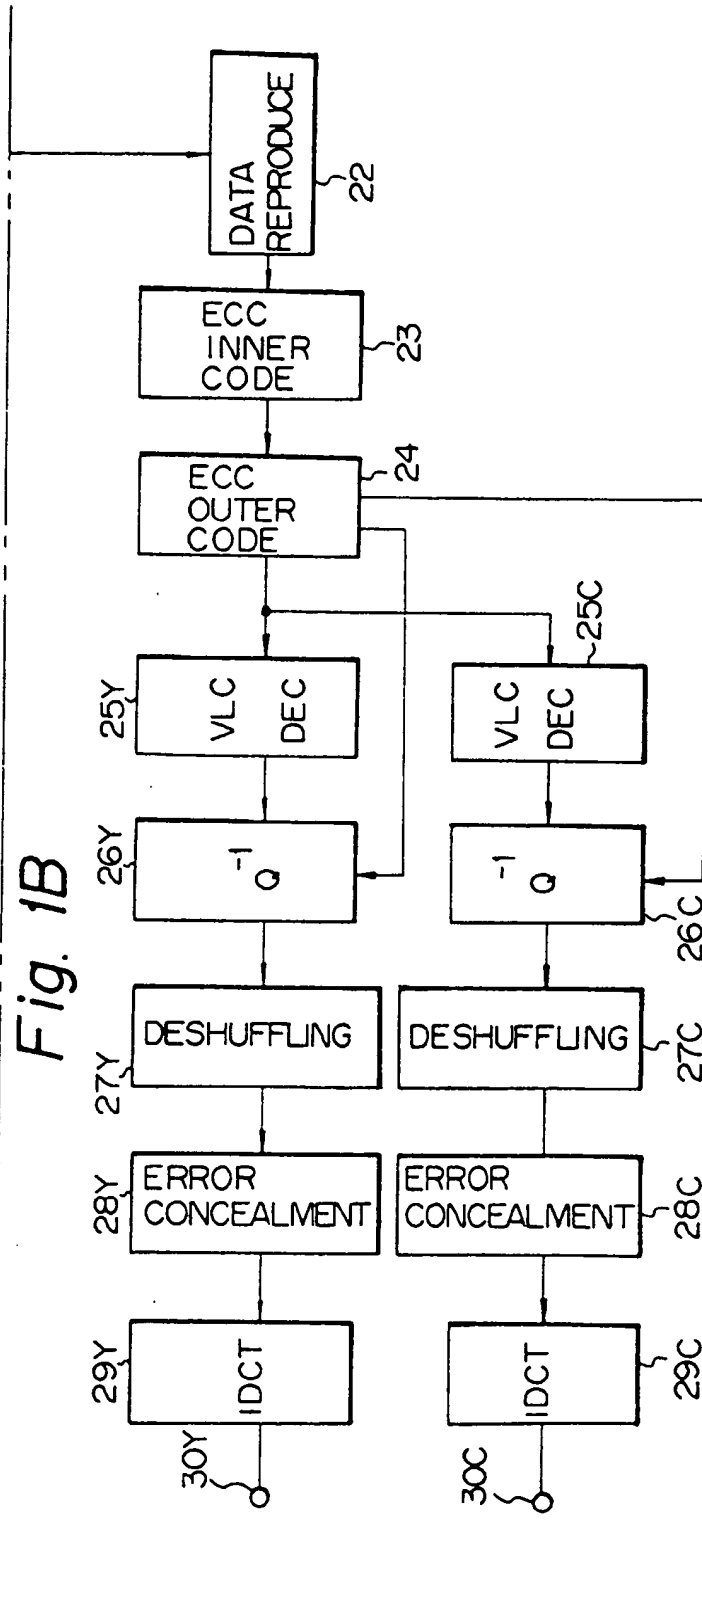 Fig. 1B
DATA
REPRODUCE
22
ECC
INNER
CODE
23
ECC
OUTER
CODE
24
25Y
VLC
DEC
VLC
DEC
25C
26Y
Q⁻¹
Q⁻¹
26C
27Y
DESHUFFLING
DESHUFFLING
27C
28Y
ERROR
CONCEALMENT
ERROR
CONCEALMENT
28C
29Y
IDCT
IDCT
29C
30Y
30C